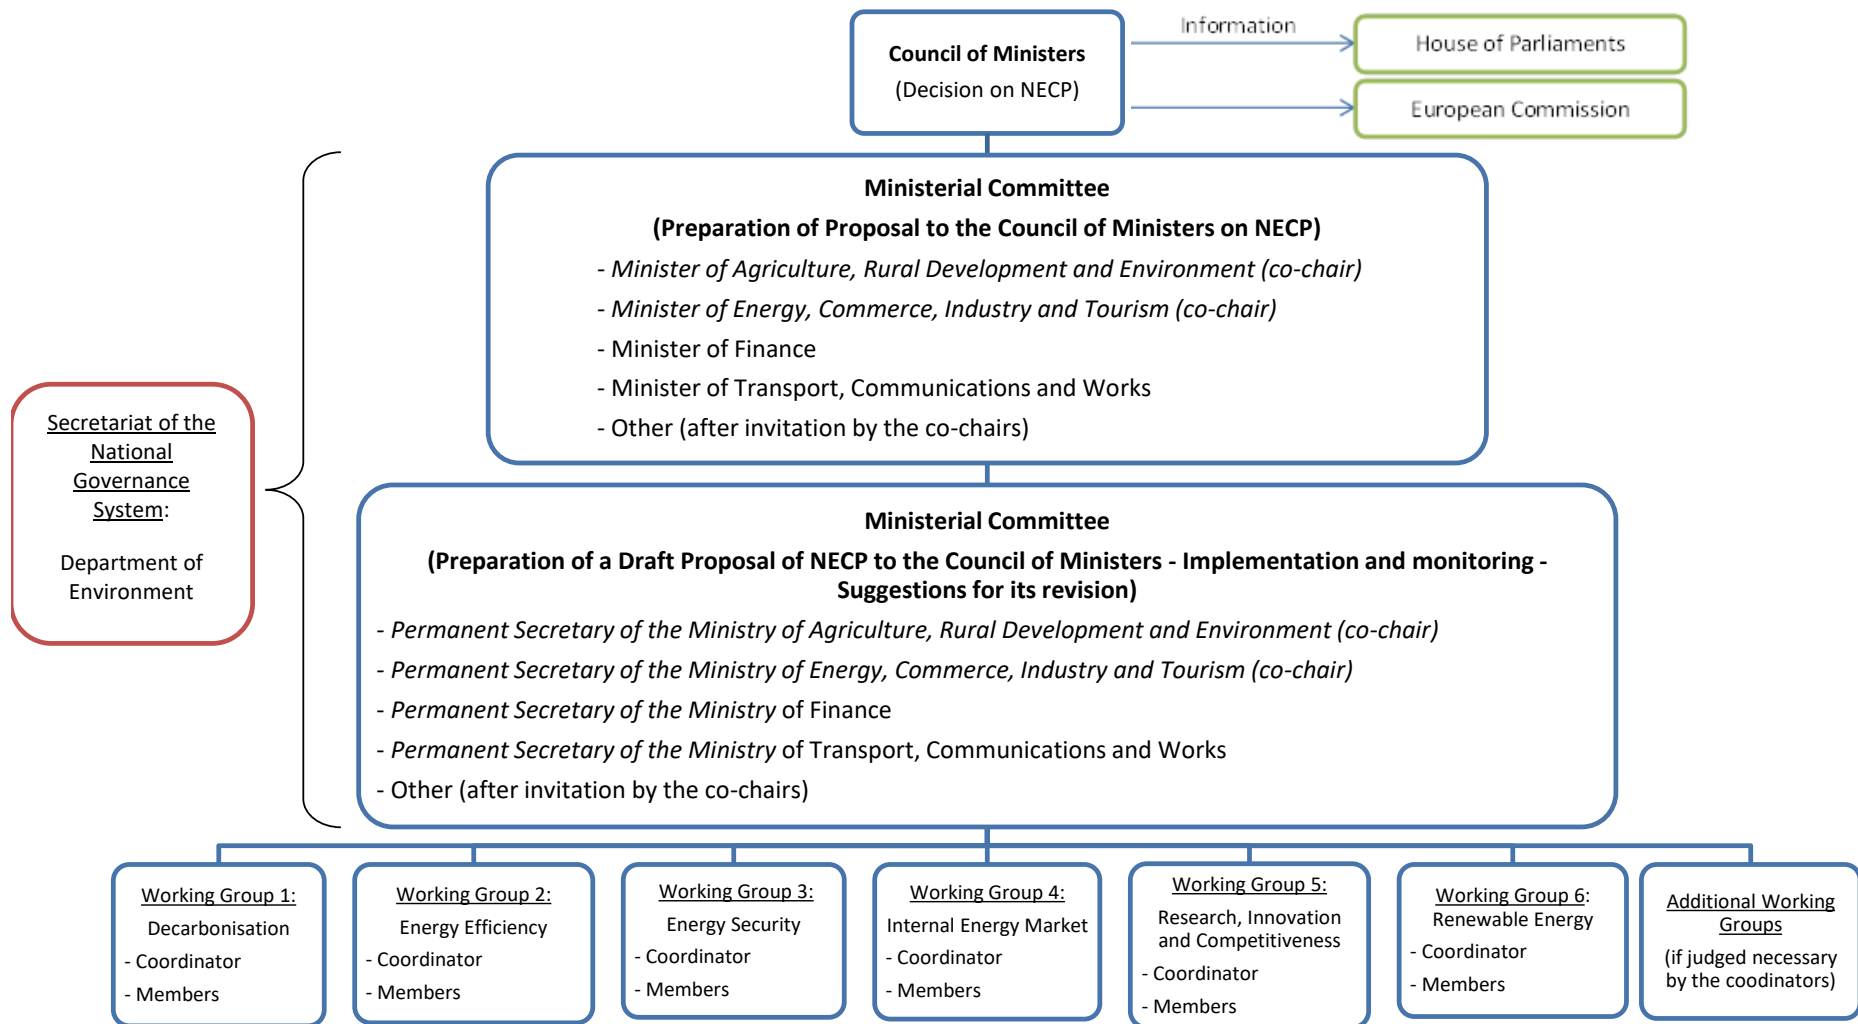 Council of Ministers
(Decision on NECP)
Information
House of Parliaments
European Commission
Ministerial Committee
(Preparation of Proposal to the Council of Ministers on NECP)
- Minister of Agriculture, Rural Development and Environment (co-chair)
- Minister of Energy, Commerce, Industry and Tourism (co-chair)
- Minister of Finance
- Minister of Transport, Communications and Works
- Other (after invitation by the co-chairs)
Secretariat of the
National
Governance
System:
Department of
Environment
Ministerial Committee
(Preparation of a Draft Proposal of NECP to the Council of Ministers - Implementation and monitoring -
Suggestions for its revision)
- Permanent Secretary of the Ministry of Agriculture, Rural Development and Environment (co-chair)
- Permanent Secretary of the Ministry of Energy, Commerce, Industry and Tourism (co-chair)
- Permanent Secretary of the Ministry of Finance
- Permanent Secretary of the Ministry of Transport, Communications and Works
- Other (after invitation by the co-chairs)
Working Group 1:
Decarbonisation
- Coordinator
- Members
Working Group 2:
Energy Efficiency
- Coordinator
- Members
Working Group 3:
Energy Security
- Coordinator
- Members
Working Group 4:
Internal Energy Market
- Coordinator
- Members
Working Group 5:
Research, Innovation
and Competitiveness
- Coordinator
- Members
Working Group 6:
Renewable Energy
- Coordinator
- Members
Additional Working
Groups
(if judged necessary
by the coodinators)